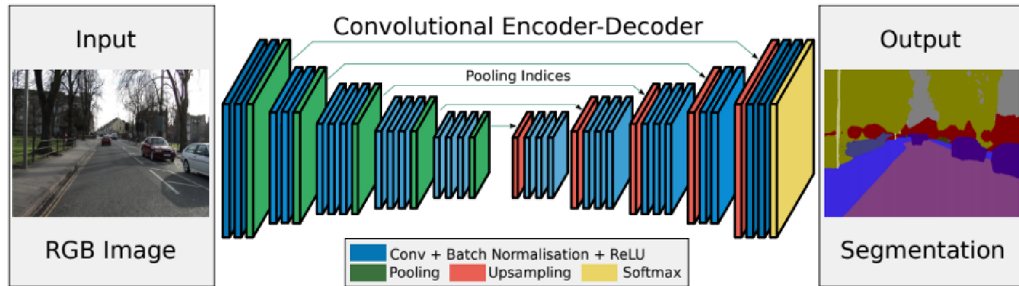 Input
Convolutional Encoder-Decoder
Output
Pooling Indices
RGB Image
Segmentation
Conv + Batch Normalisation + ReLU
Pooling
Upsampling
Softmax